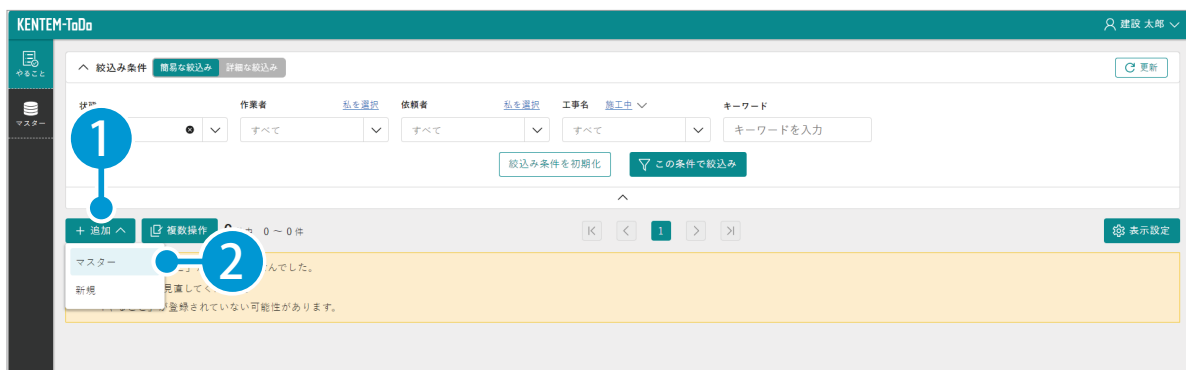 KENTEM-ToDo
建設 太郎
やること
マスター
絞込み条件 簡易な絞込み 詳細な絞込み
更新
作業者 私を選択 依頼者 私を選択 工事名 施工中 キーワード
すべて すべて すべて キーワードを入力
1
絞込み条件を初期化 この条件で絞込み
+ 追加 複数操作 0 ~ 0 件 1 表示設定
マスター
2
んでした。
新規
見直してく
が登録されていない可能性があります。